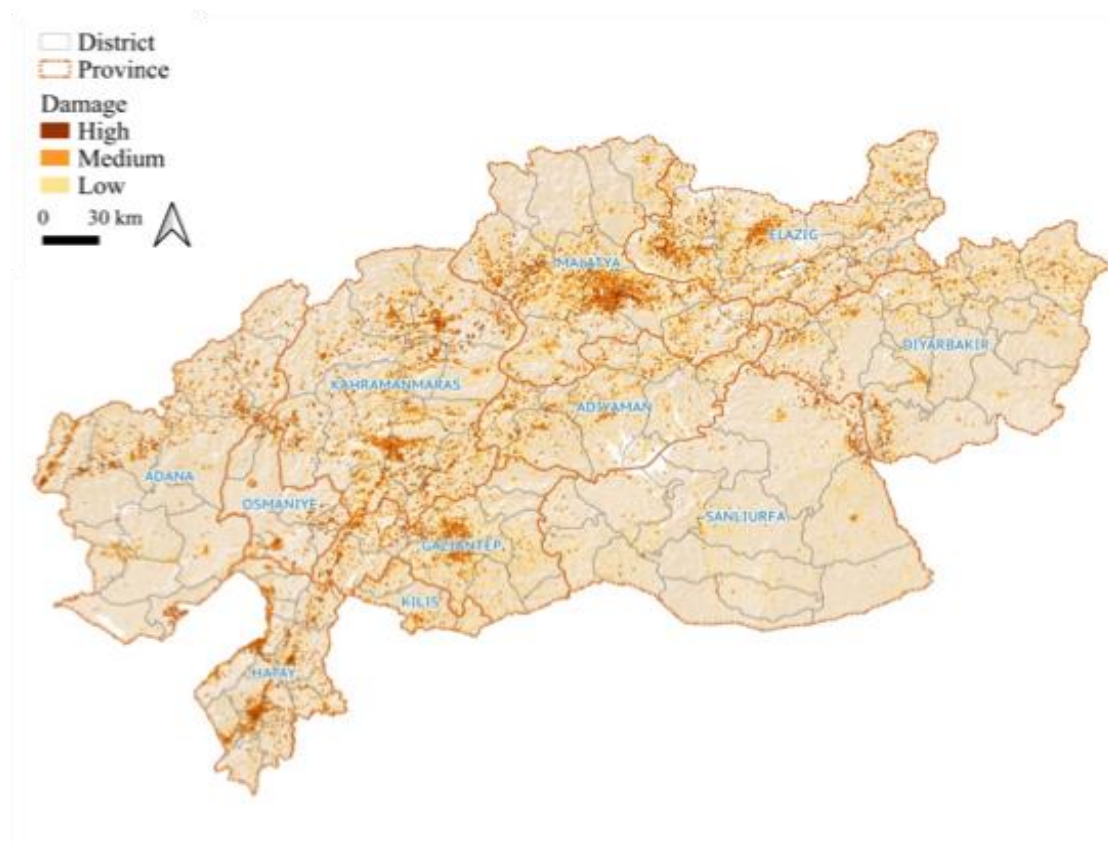 District
Province
Damage
High
Medium
Low
0 30 km
ELAZIG
MALATYA
DIYARBAKIR
KAHRAMANMARAS
ADIYAMAN
ADANA
OSMANIYE
SANLIURFA
GAZIANTEP
KILIS
HATAY